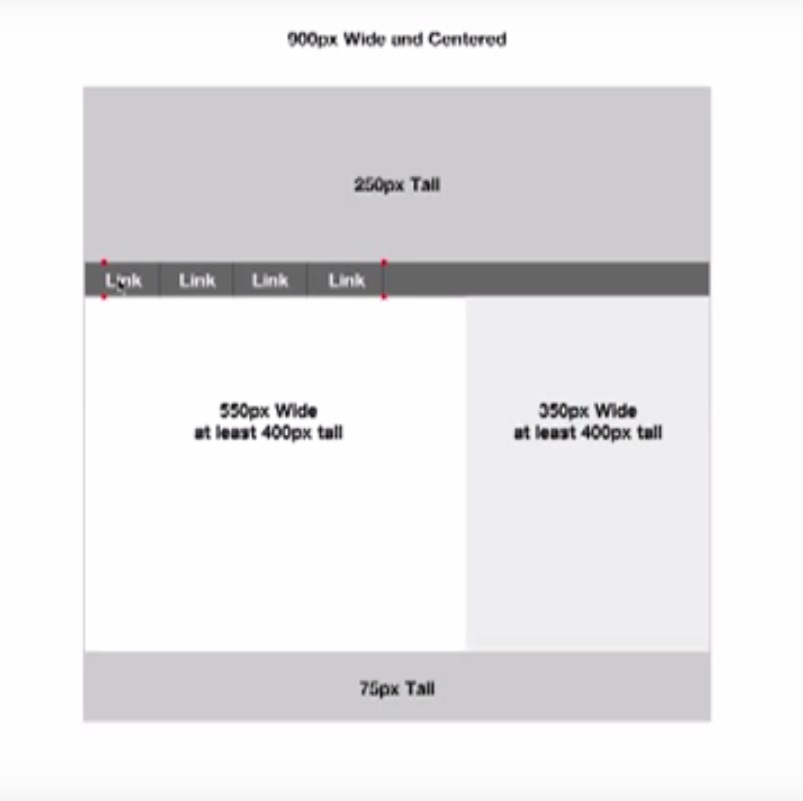 900px Wide and Centered
250px Tall
Link Link Link Link
550px Wide
at least 400px tall
350px Wide
at least 400px tall
75px Tall